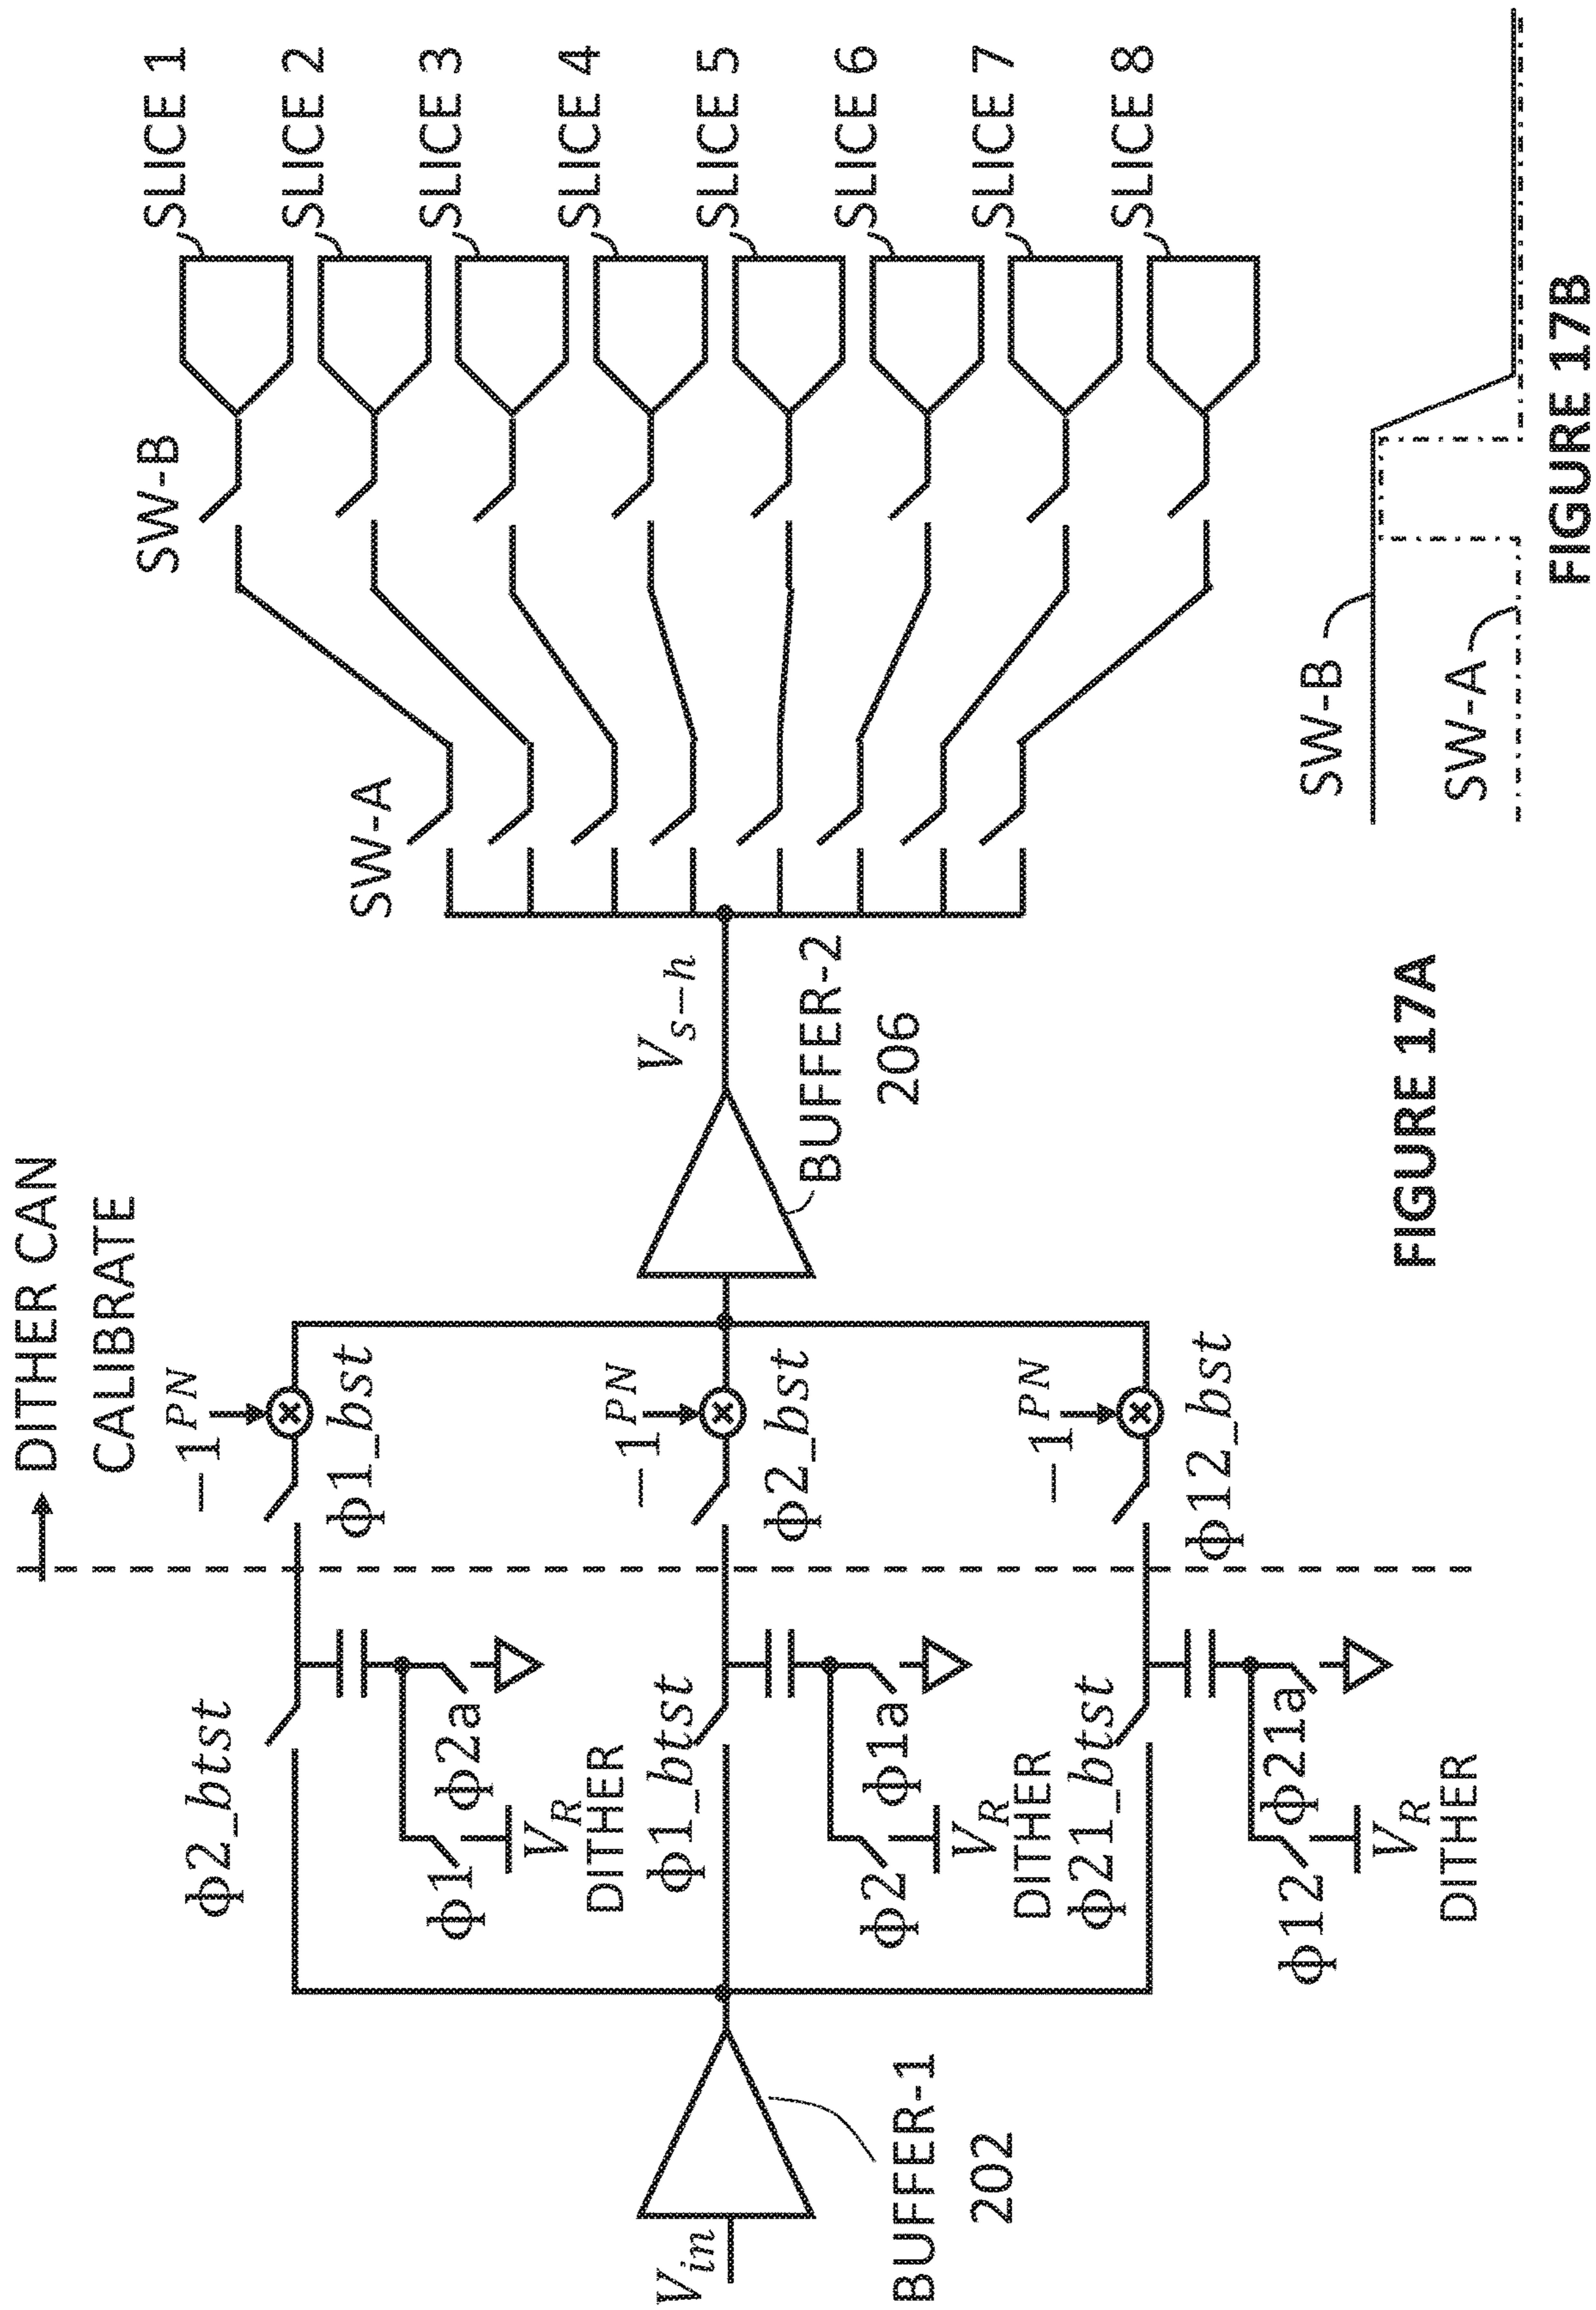 DITHER CAN
CALIBRATE
V_in
BUFFER-1
202
ϕ2_btst
ϕ1
ϕ2a
V_R
DITHER
ϕ1_btst
ϕ2
ϕ1a
V_R
DITHER
ϕ21_btst
ϕ12
ϕ21a
V_R
DITHER
−1^PN
ϕ1_bst
−1^PN
ϕ2_bst
−1^PN
ϕ12_bst
BUFFER-2
206
V_s−h
SW-A
SW-B
SLICE 1
SLICE 2
SLICE 3
SLICE 4
SLICE 5
SLICE 6
SLICE 7
SLICE 8
FIGURE 17A
SW-B
SW-A
FIGURE 17B